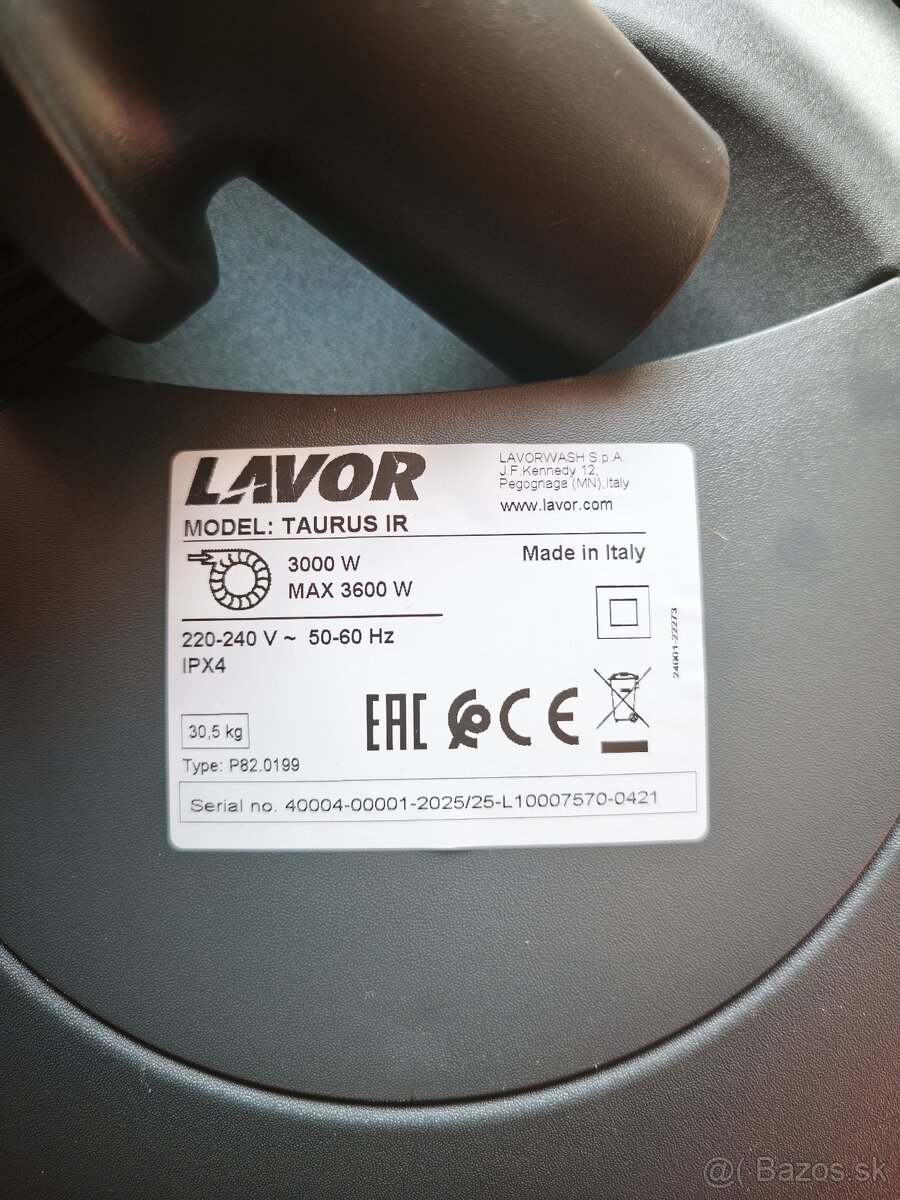 LAVOR
LAVORWASH S.p.A.
J.F.Kennedy 12,
Pegognaga (MN),Italy
www.lavor.com
MODEL: TAURUS IR
Made in Italy
3000 W
MAX 3600 W
220-240 V ~ 50-60 Hz
IPX4
24001-22273
EAC
CE
30,5 kg
Type: P82.0199
Serial no. 40004-00001-2025/25-L10007570-0421
@( Bazos.sk